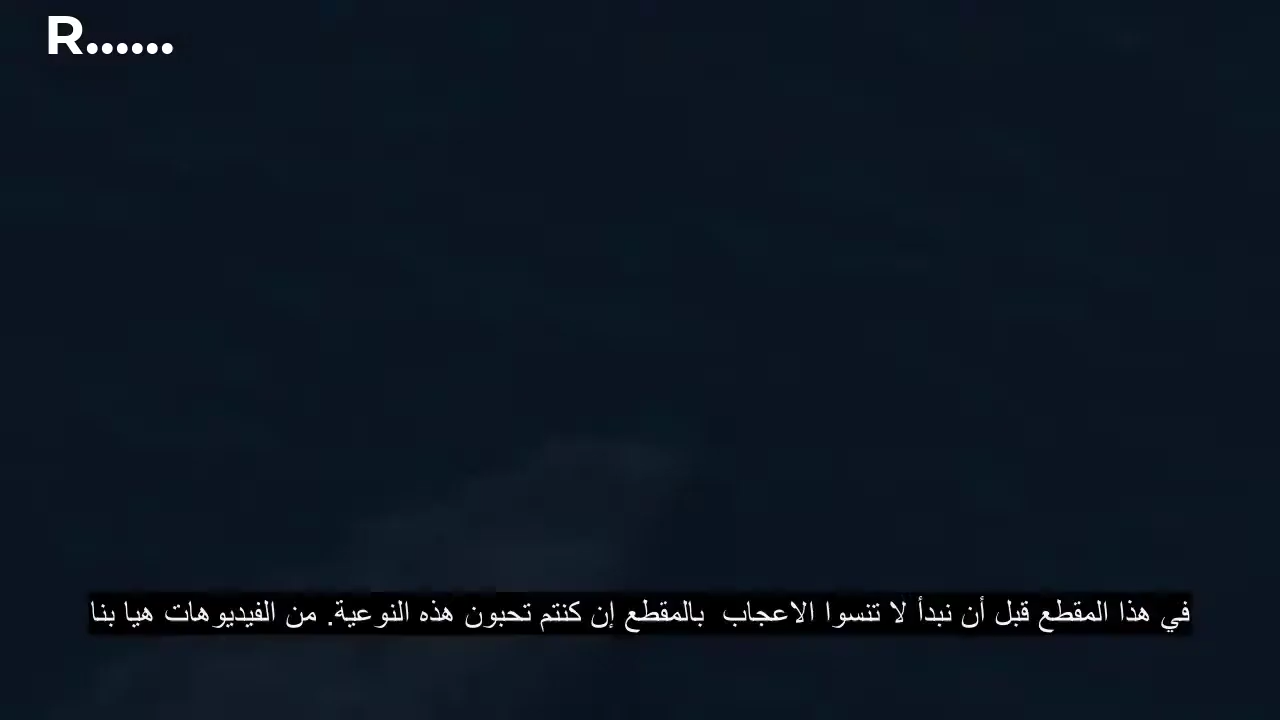 R......
في هذا المقطع قبل أن نبدأ لا تنسوا الاعجاب  بالمقطع إن كنتم تحبون هذه النوعية. من الفيديوهات هيا بنا